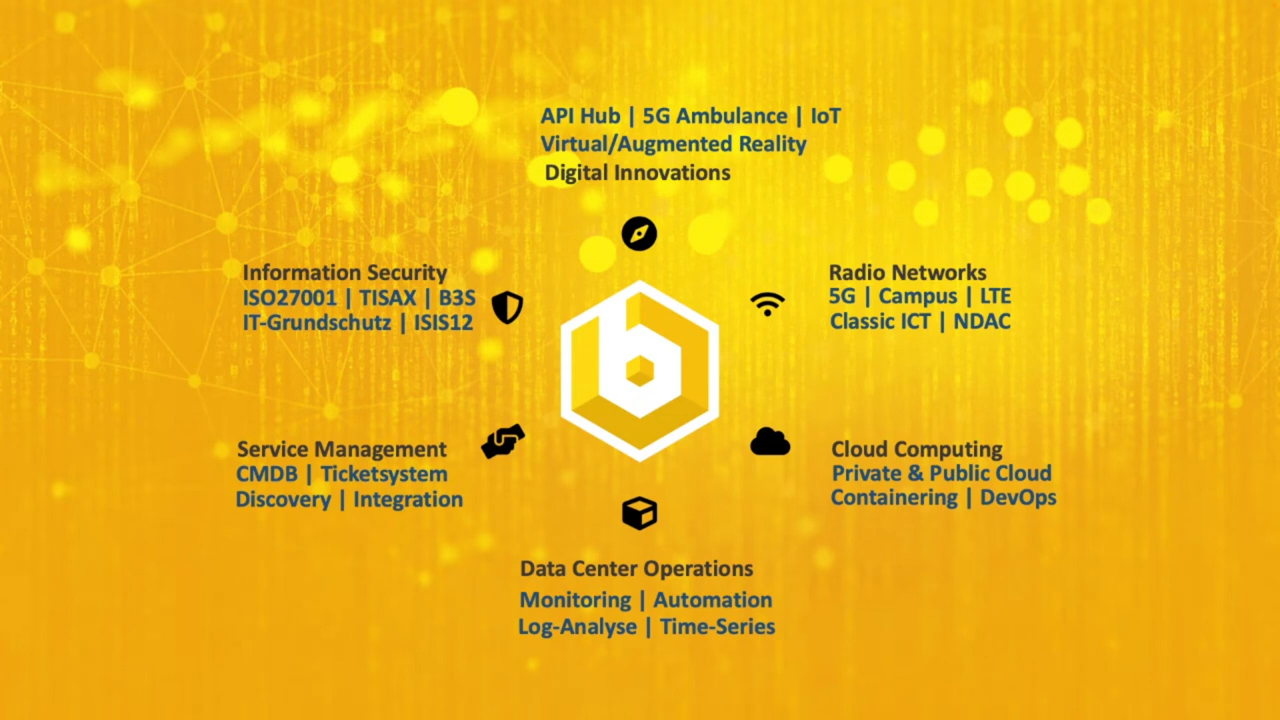 API Hub | 5G Ambulance | IoT
Virtual/Augmented Reality
Digital Innovations
Information Security
ISO27001 | TISAX | B3S
IT-Grundschutz | ISIS12
Radio Networks
5G | Campus | LTE
Classic ICT | NDAC
Service Management
CMDB | Ticketsystem
Discovery | Integration
Cloud Computing
Private & Public Cloud
Containering | DevOps
Data Center Operations
Monitoring | Automation
Log-Analyse | Time-Series